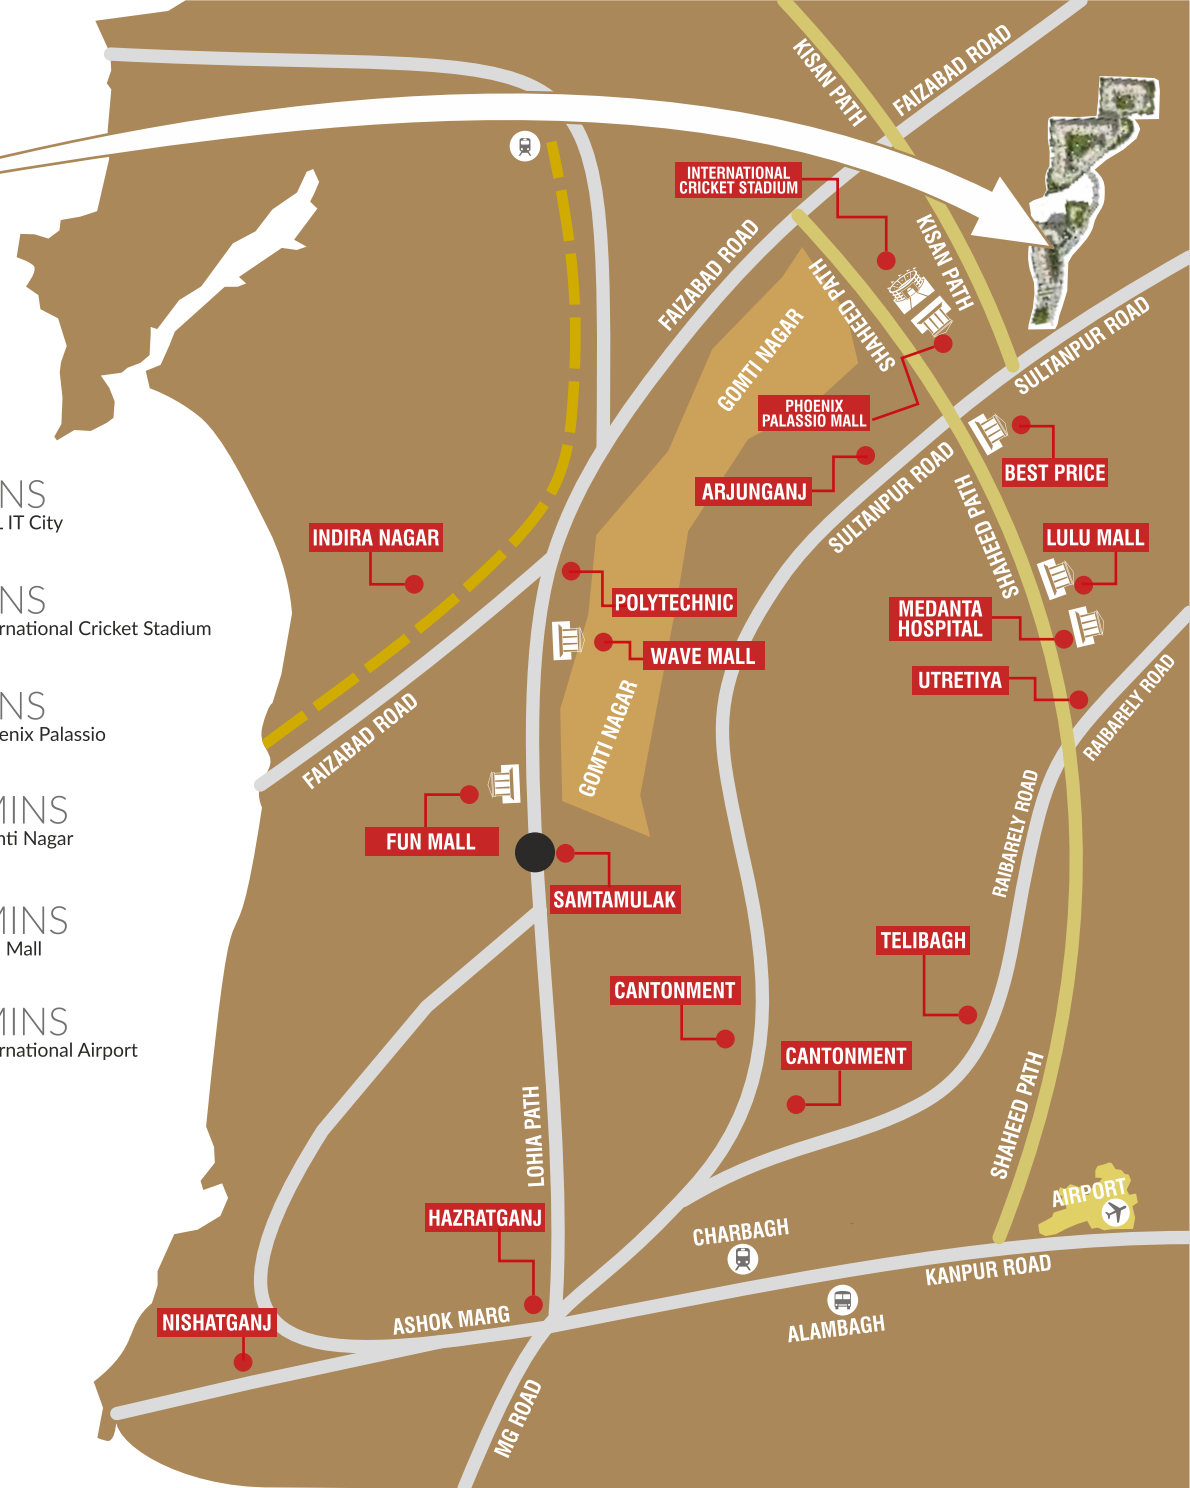 KISAN PATH
FAIZABAD ROAD
INTERNATIONAL
CRICKET STADIUM
KISAN PATH
FAIZABAD ROAD
SHAHEED PATH
GOMTI NAGAR
SULTANPUR ROAD
PHOENIX
PALASSIO MALL
BEST PRICE
ARJUNGANJ
SULTANPUR ROAD
SHAHEED PATH
NS
IT City
INDIRA NAGAR
LULU MALL
NS
rnational Cricket Stadium
POLYTECHNIC
MEDANTA
HOSPITAL
WAVE MALL
UTRETIYA
NS
enix Palassio
GOMTI NAGAR
RAIBARELY ROAD
FAIZABAD ROAD
MINS
nti Nagar
FUN MALL
RAIBARELY ROAD
SAMTAMULAK
MINS
Mall
TELIBAGH
CANTONMENT
MINS
rnational Airport
CANTONMENT
LOHIA PATH
SHAHEED PATH
AIRPORT
HAZRATGANJ
CHARBAGH
KANPUR ROAD
NISHATGANJ
ASHOK MARG
ALAMBAGH
MG ROAD